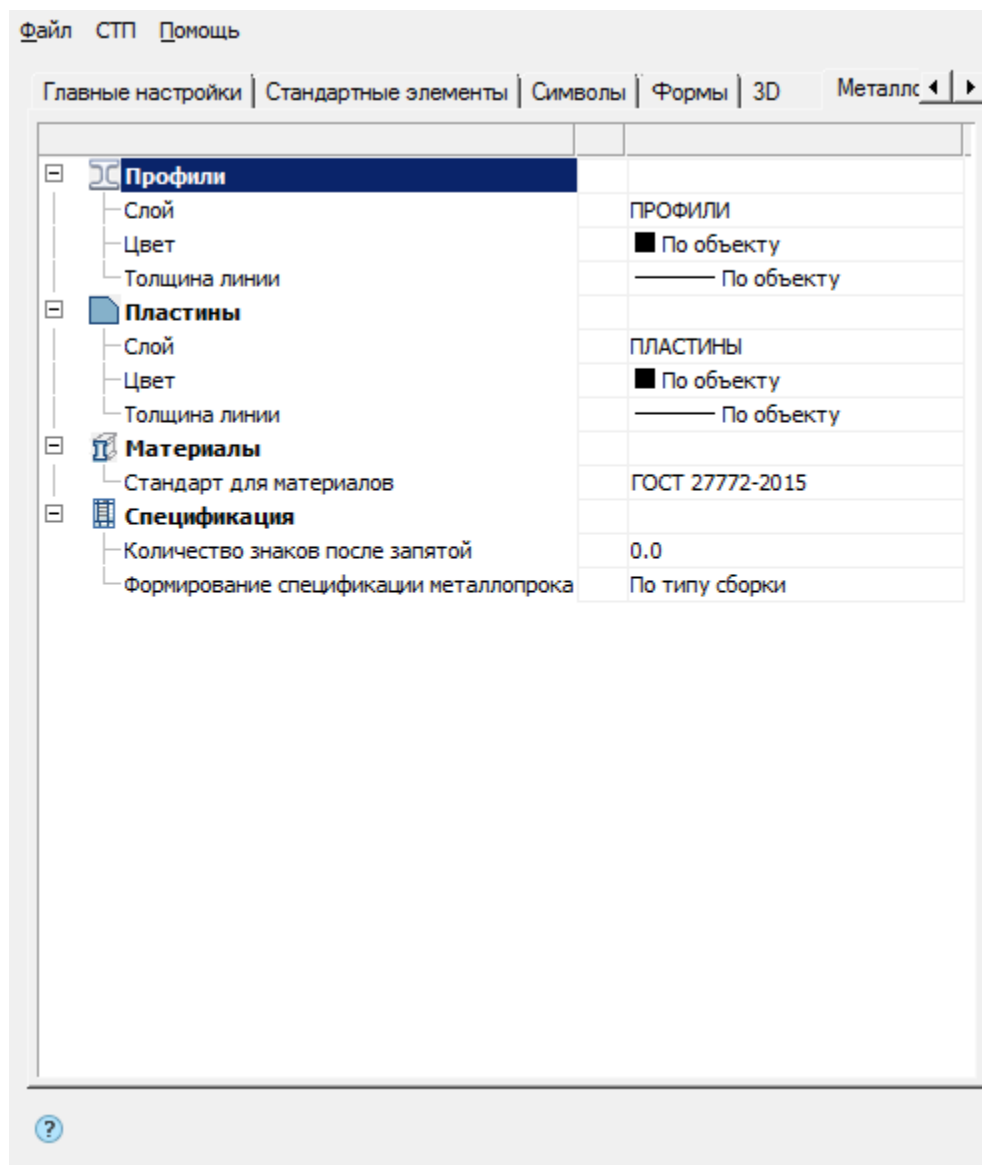 Файл СТП Помощь
Главные настройки Стандартные элементы Символы Формы 3D Металлс
Профили
Слой ПРОФИЛИ
Цвет По объекту
Толщина линии По объекту
Пластины
Слой ПЛАСТИНЫ
Цвет По объекту
Толщина линии По объекту
Материалы
Стандарт для материалов ГОСТ 27772-2015
Спецификация
Количество знаков после запятой 0.0
Формирование спецификации металлопрока По типу сборки
?